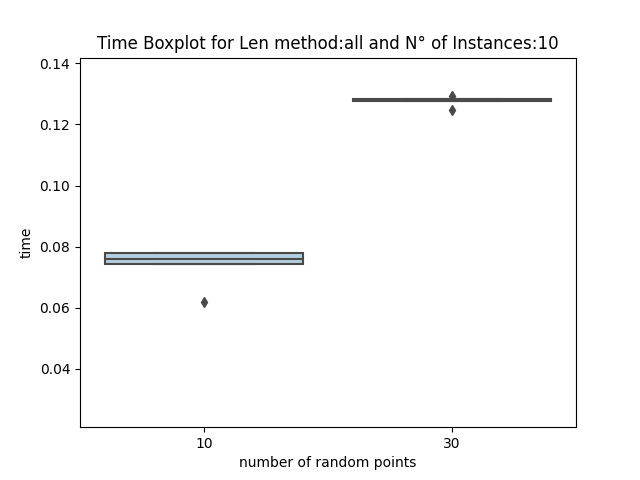 Time Boxplot for Len method:all and N° of Instances:10
0.14
0.12
0.10
0.08
0.06
0.04
time
10
30
number of random points